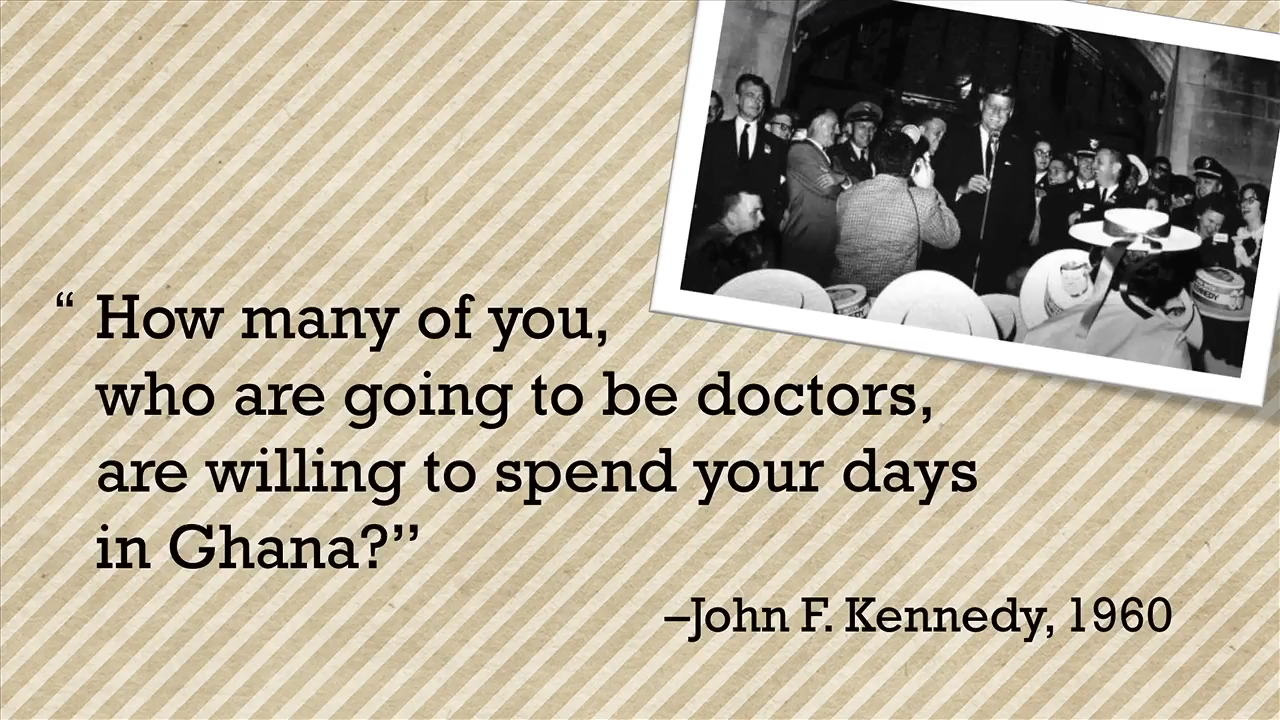 “ How many of you,
who are going to be doctors,
are willing to spend your days
in Ghana?”
–John F. Kennedy, 1960
KENNEDY